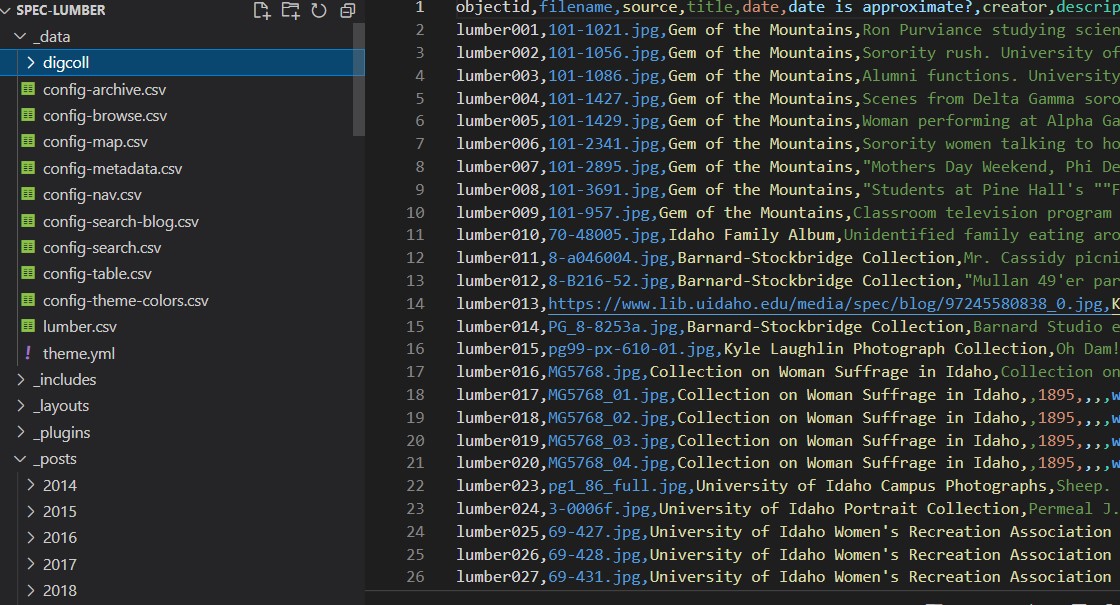 SPEC-LUMBER
_data
digcoll
config-archive.csv
config-browse.csv
config-map.csv
config-metadata.csv
config-nav.csv
config-search-blog.csv
config-search.csv
config-table.csv
config-theme-colors.csv
lumber.csv
! theme.yml
_includes
_layouts
_plugins
_posts
2014
2015
2016
2017
2018
1 objectid,filename,source,title,date,date is approximate?,creator,descrip
2 lumber001,101-1021.jpg,Gem of the Mountains,Ron Purviance studying scien
3 lumber002,101-1056.jpg,Gem of the Mountains,Sorority rush. University of
4 lumber003,101-1086.jpg,Gem of the Mountains,Alumni functions. University
5 lumber004,101-1427.jpg,Gem of the Mountains,Scenes from Delta Gamma soro
6 lumber005,101-1429.jpg,Gem of the Mountains,Woman performing at Alpha Ga
7 lumber006,101-2341.jpg,Gem of the Mountains,Sorority women talking to ho
8 lumber007,101-2895.jpg,Gem of the Mountains,"Mothers Day Weekend, Phi De
9 lumber008,101-3691.jpg,Gem of the Mountains,"Students at Pine Hall's ""F
10 lumber009,101-957.jpg,Gem of the Mountains,Classroom television program
11 lumber010,70-48005.jpg,Idaho Family Album,Unidentified family eating aro
12 lumber011,8-a046004.jpg,Barnard-Stockbridge Collection,Mr. Cassidy picni
13 lumber012,8-B216-52.jpg,Barnard-Stockbridge Collection,"Mullan 49'er par
14 lumber013,https://www.lib.uidaho.edu/media/spec/blog/97245580838_0.jpg,K
15 lumber014,PG_8-8253a.jpg,Barnard-Stockbridge Collection,Barnard Studio e
16 lumber015,pg99-px-610-01.jpg,Kyle Laughlin Photograph Collection,Oh Dam!
17 lumber016,MG5768.jpg,Collection on Woman Suffrage in Idaho,Collection on
18 lumber017,MG5768_01.jpg,Collection on Woman Suffrage in Idaho,,1895,,,,w
19 lumber018,MG5768_02.jpg,Collection on Woman Suffrage in Idaho,,1895,,,,w
20 lumber019,MG5768_03.jpg,Collection on Woman Suffrage in Idaho,,1895,,,,w
21 lumber020,MG5768_04.jpg,Collection on Woman Suffrage in Idaho,,1895,,,,w
22 lumber023,pg1_86_full.jpg,University of Idaho Campus Photographs,Sheep.
23 lumber024,3-0006f.jpg,University of Idaho Portrait Collection,Permeal J.
24 lumber025,69-427.jpg,University of Idaho Women's Recreation Association
25 lumber026,69-428.jpg,University of Idaho Women's Recreation Association
26 lumber027,69-431.jpg,University of Idaho Women's Recreation Association